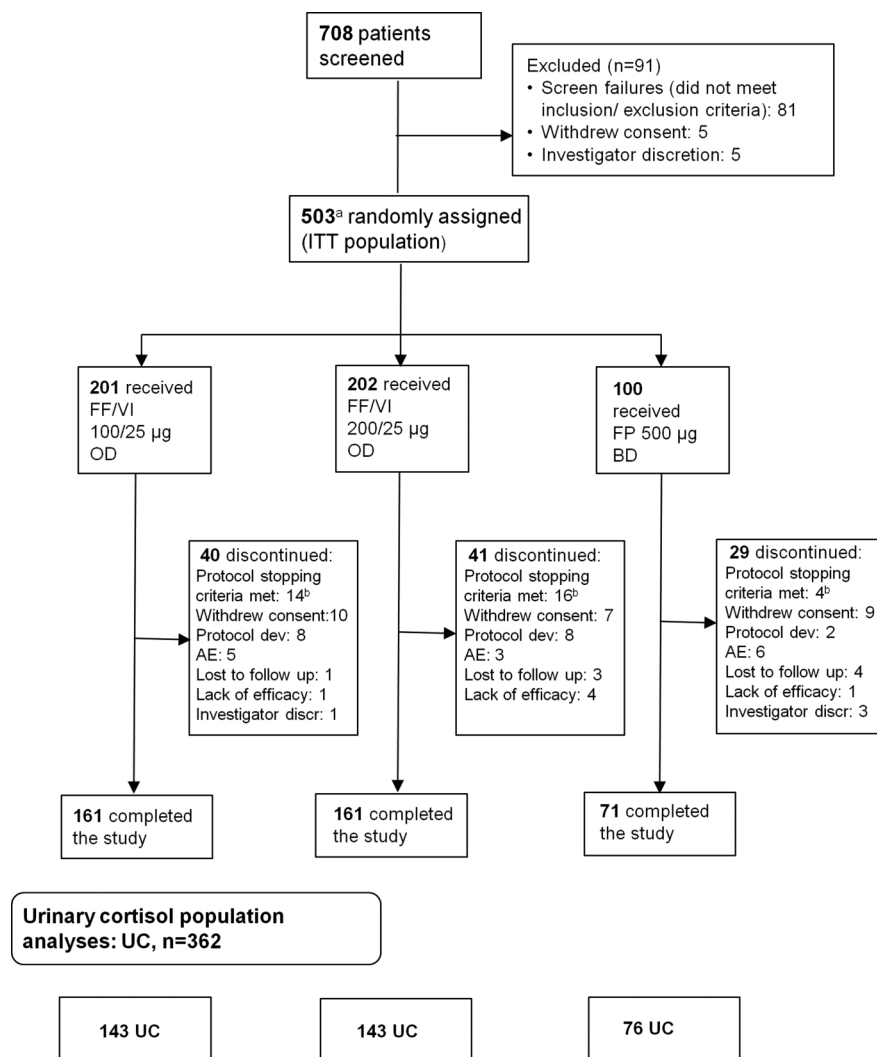 708 patients
screened
Excluded (n=91)
• Screen failures (did not meet
inclusion/ exclusion criteria): 81
• Withdrew consent: 5
• Investigator discretion: 5
503ᵃ randomly assigned
(ITT population)
201 received
FF/VI
100/25 µg
OD
202 received
FF/VI
200/25 µg
OD
100
received
FP 500 µg
BD
40 discontinued:
Protocol stopping
criteria met: 14ᵇ
Withdrew consent:10
Protocol dev: 8
AE: 5
Lost to follow up: 1
Lack of efficacy: 1
Investigator discr: 1
41 discontinued:
Protocol stopping
criteria met: 16ᵇ
Withdrew consent: 7
Protocol dev: 8
AE: 3
Lost to follow up: 3
Lack of efficacy: 4
29 discontinued:
Protocol stopping
criteria met: 4ᵇ
Withdrew consent: 9
Protocol dev: 2
AE: 6
Lost to follow up: 4
Lack of efficacy: 1
Investigator discr: 3
161 completed
the study
161 completed
the study
71 completed
the study
Urinary cortisol population
analyses: UC, n=362
143 UC
143 UC
76 UC